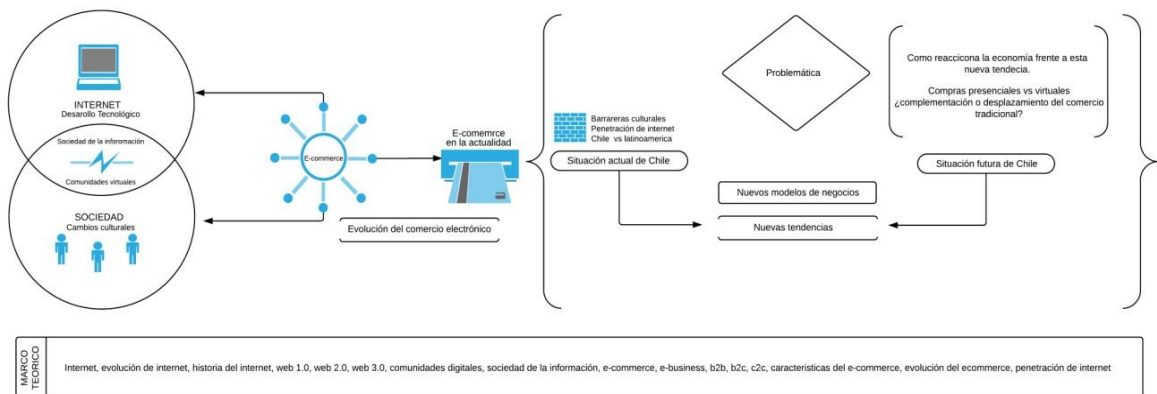 INTERNET
Desarollo Tecnológico
Sociedad de la inforomación
Comunidades virtuales
SOCIEDAD
Cambios culturales
E-commerce
E-comemrce
en la actualidad
Evolución del comercio electrónico
Barrareras culturales
Penetración de internet
Chile vs latinoamerica
Situación actual de Chile
Problemática
Como reaccicona la economía frente a esta
nueva tendecia.
Compras presenciales vs virtuales
¿complementación o desplazamiento del comercio
tradicional?
Situación futura de Chile
Nuevos modelos de negocios
Nuevas tendencias
MARCO
TEORICO
Internet, evolución de internet, historia del internet, web 1.0, web 2.0, web 3.0, comunidades digitales, sociedad de la información, e-commerce, e-business, b2b, b2c, c2c, caracteristicas del e-commerce, evolución del ecommerce, penetración de internet